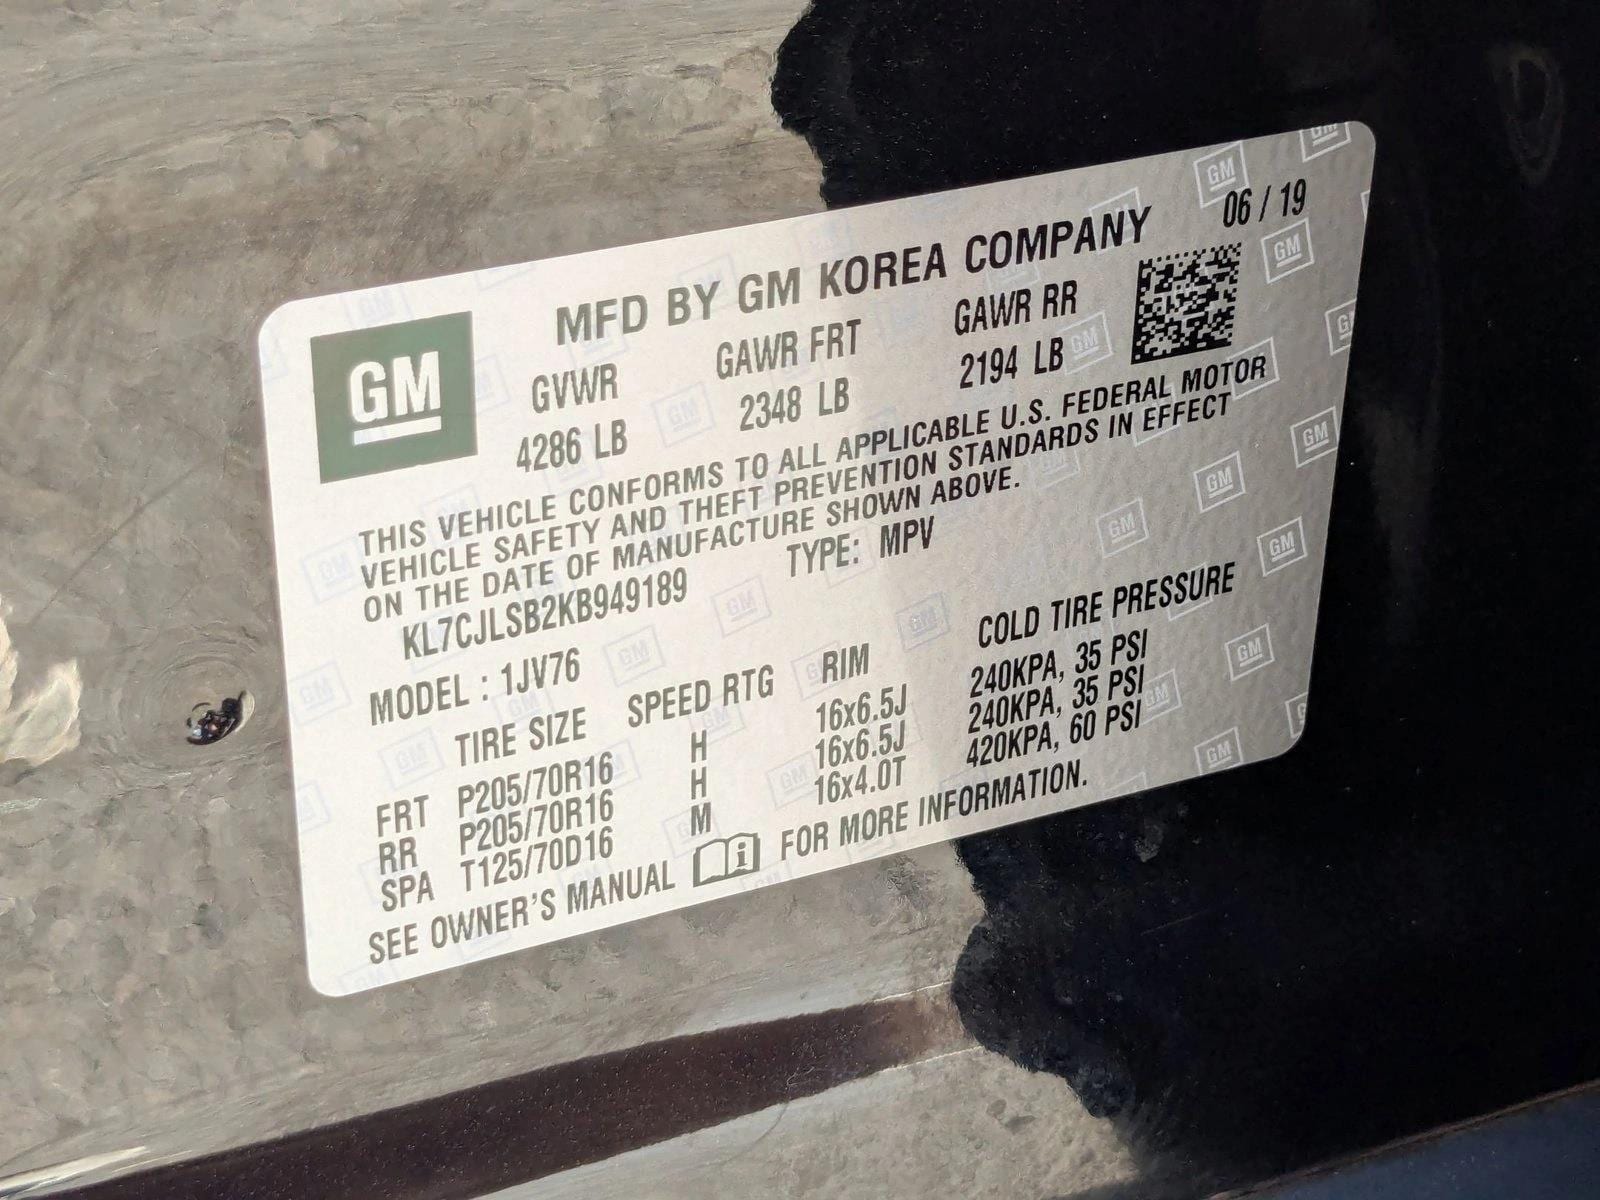 MFD BY GM KOREA COMPANY 06 / 19
GM
GVWR GAWR FRT GAWR RR
4286 LB 2348 LB 2194 LB
THIS VEHICLE CONFORMS TO ALL APPLICABLE U.S. FEDERAL MOTOR
VEHICLE SAFETY AND THEFT PREVENTION STANDARDS IN EFFECT
ON THE DATE OF MANUFACTURE SHOWN ABOVE.
KL7CJLSB2KB949189 TYPE: MPV
MODEL : 1JV76
TIRE SIZE SPEED RTG RIM COLD TIRE PRESSURE
FRT P205/70R16 H 16x6.5J 240KPA, 35 PSI
RR P205/70R16 H 16x6.5J 240KPA, 35 PSI
SPA T125/70D16 M 16x4.0T 420KPA, 60 PSI
SEE OWNER'S MANUAL i FOR MORE INFORMATION.